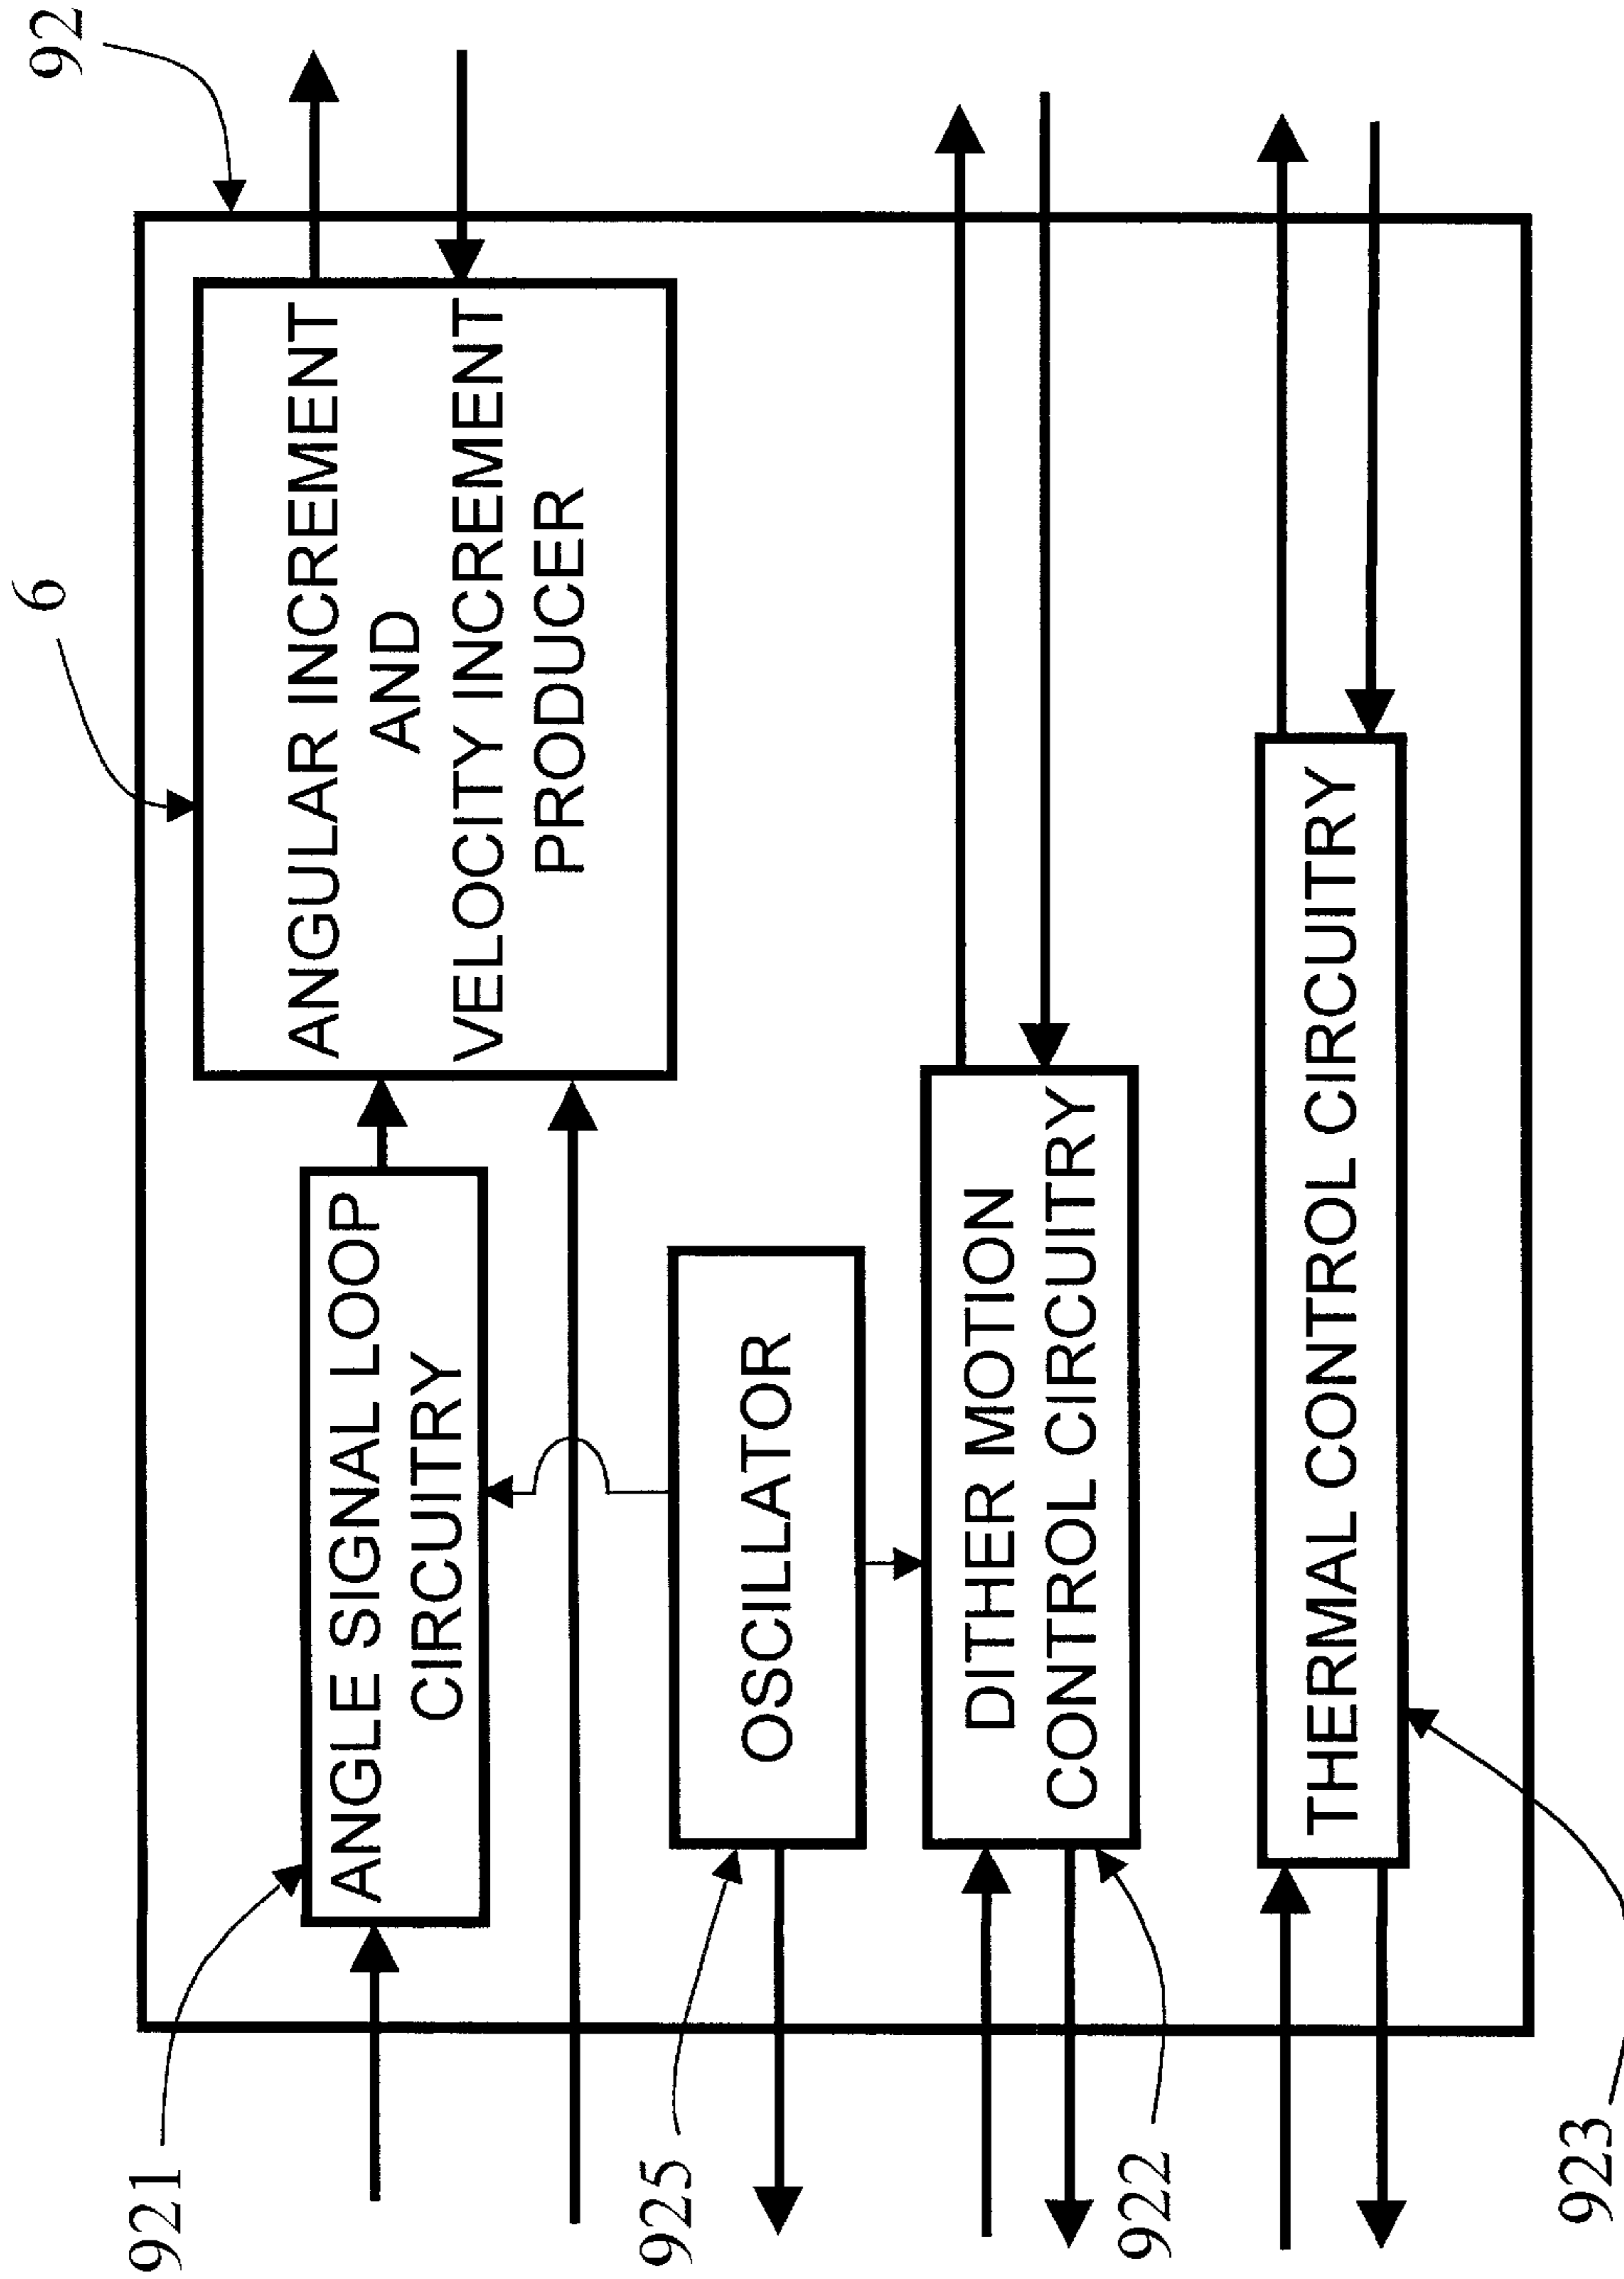 92
6
ANGULAR INCREMENT
AND
VELOCITY INCREMENT
PRODUCER
921
ANGLE SIGNAL LOOP
CIRCUITRY
925
OSCILLATOR
922
DITHER MOTION
CONTROL CIRCUITRY
923
THERMAL CONTROL CIRCUITRY